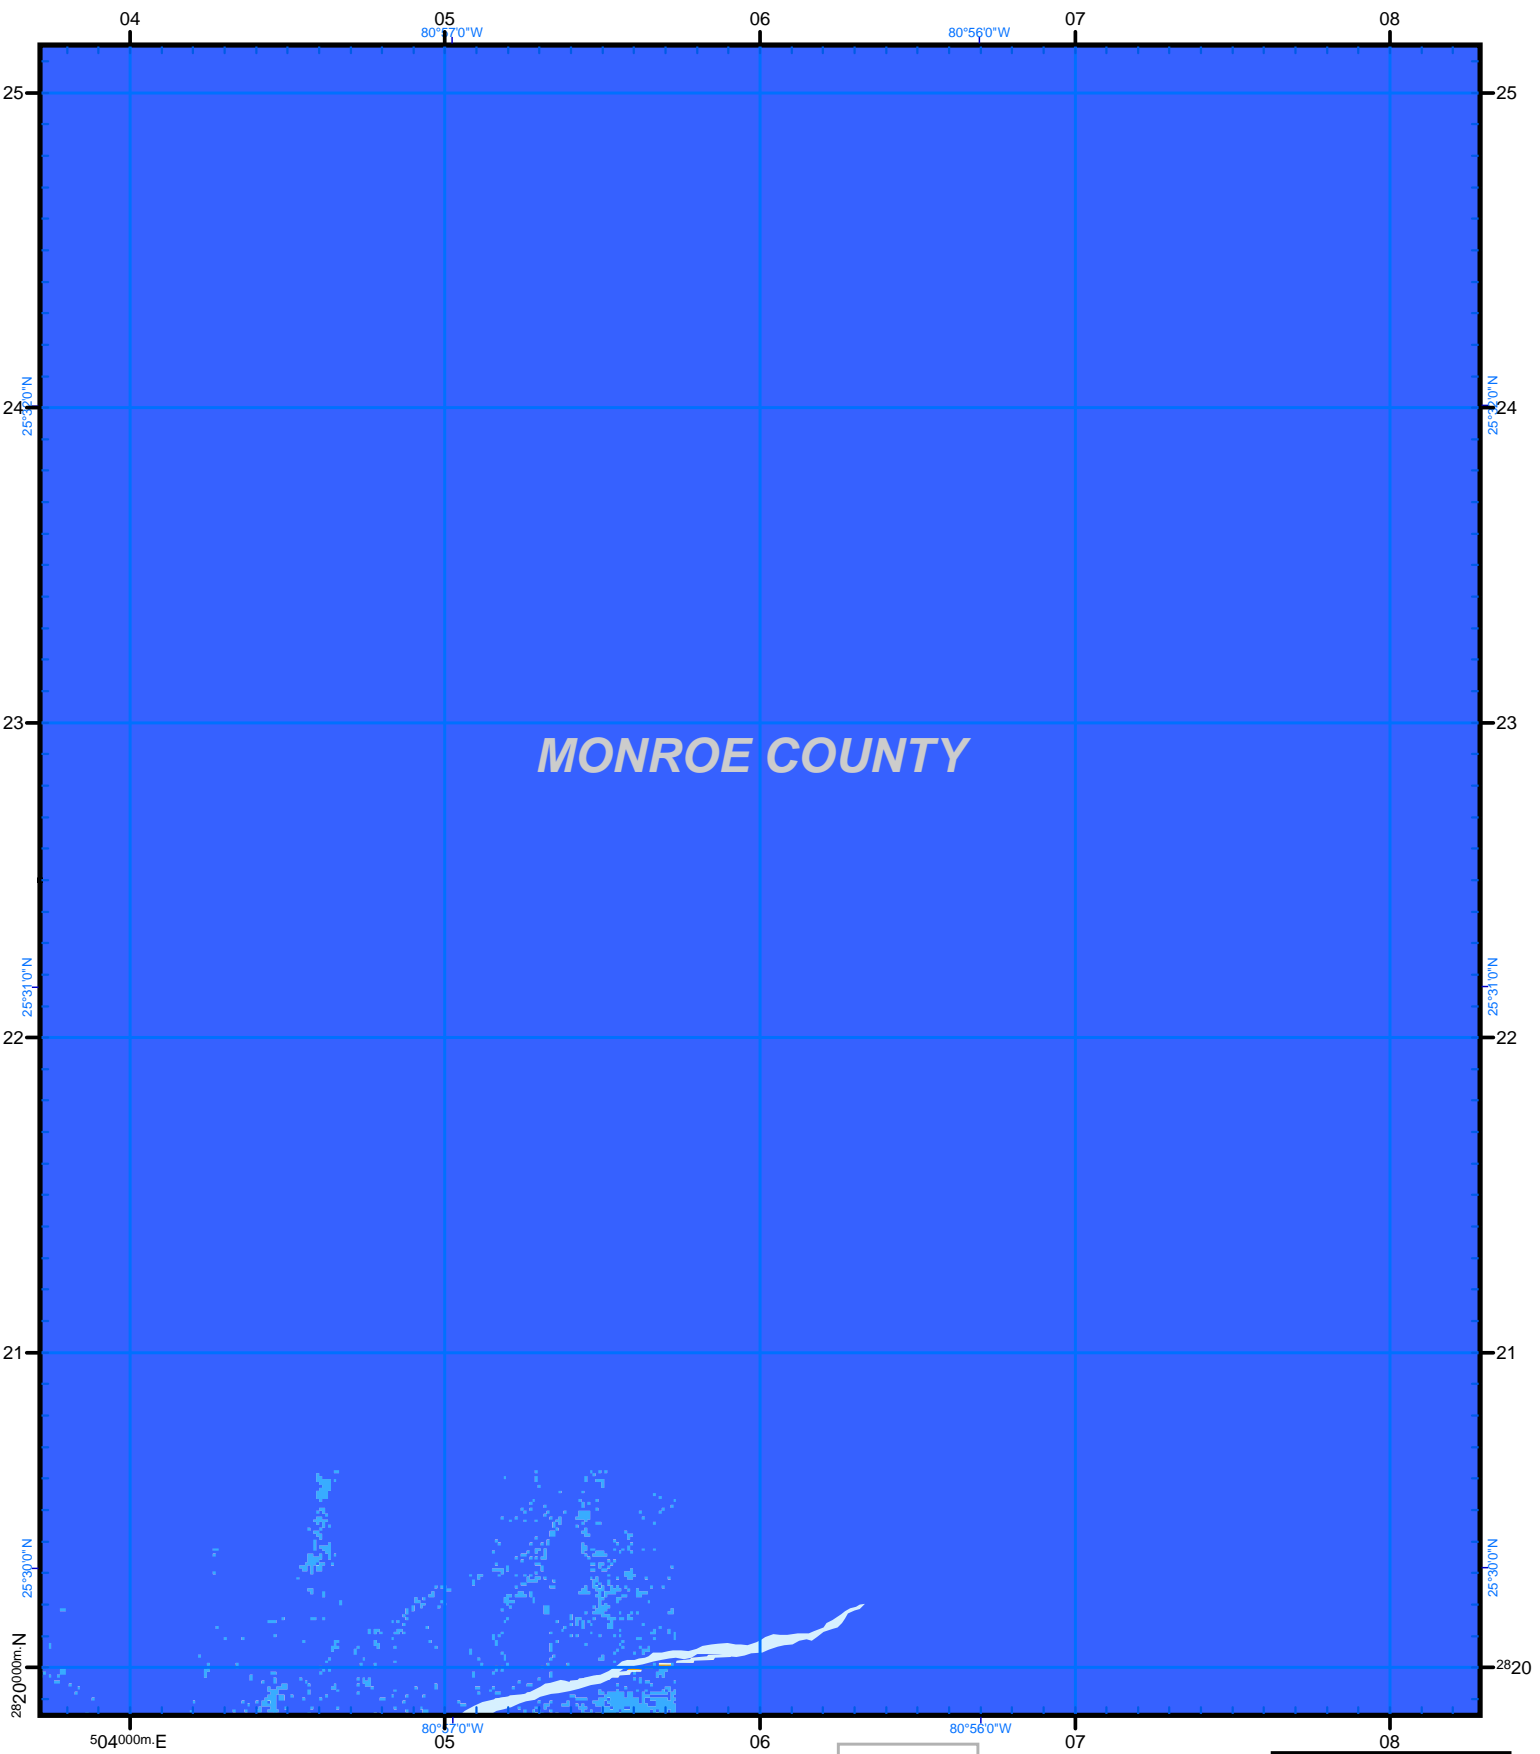 04 05 06 07 08
80°57'0"W 80°56'0"W
25 25
25°32'0"N 25°32'0"N
24 24
23 23
MONROE COUNTY
25°31'0"N 25°31'0"N
22 22
21 21
25°30'0"N 25°30'0"N
2820000m.N 2820
80°57'0"W 80°56'0"W
504000m.E 05 06 07 08